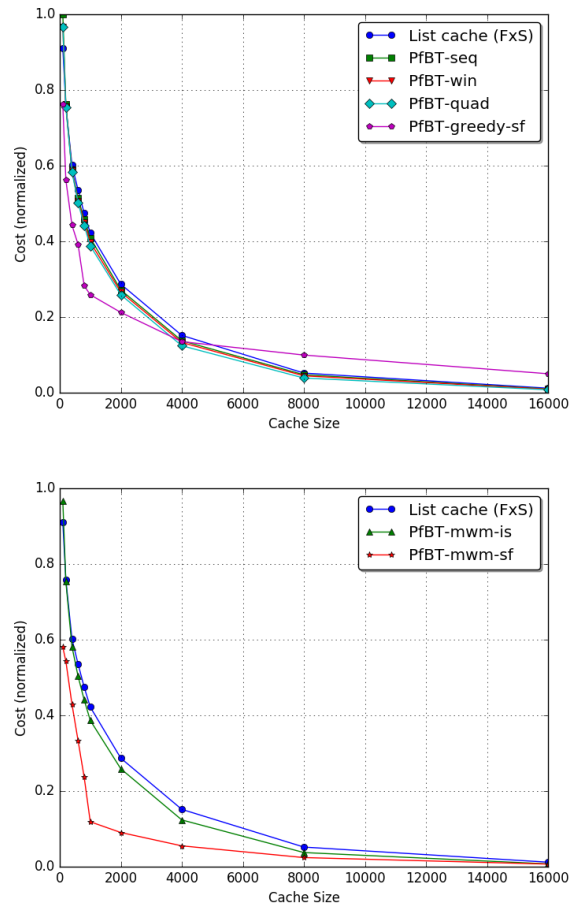 1.0
0.8
0.6
0.4
0.2
0.0
Cost (normalized)
0 2000 4000 6000 8000 10000 12000 14000 16000
Cache Size
List cache (FxS)
PfBT-seq
PfBT-win
PfBT-quad
PfBT-greedy-sf
1.0
0.8
0.6
0.4
0.2
0.0
Cost (normalized)
0 2000 4000 6000 8000 10000 12000 14000 16000
Cache Size
List cache (FxS)
PfBT-mwm-is
PfBT-mwm-sf